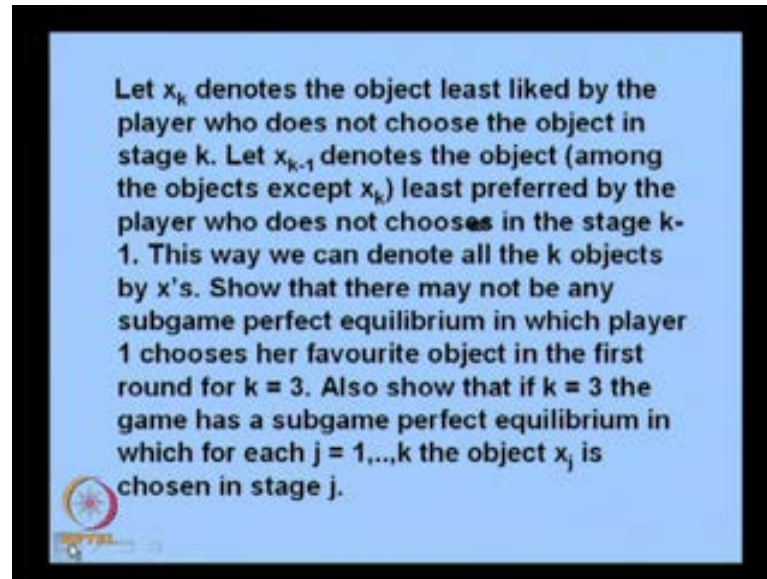 Let xk denotes the object least liked by the
player who does not choose the object in
stage k. Let xk-1 denotes the object (among
the objects except xk) least preferred by the
player who does not chooses in the stage k-
1. This way we can denote all the k objects
by x's. Show that there may not be any
subgame perfect equilibrium in which player
1 chooses her favourite object in the first
round for k = 3. Also show that if k = 3 the
game has a subgame perfect equilibrium in
which for each j = 1,..,k the object xj is
chosen in stage j.
NPTEL